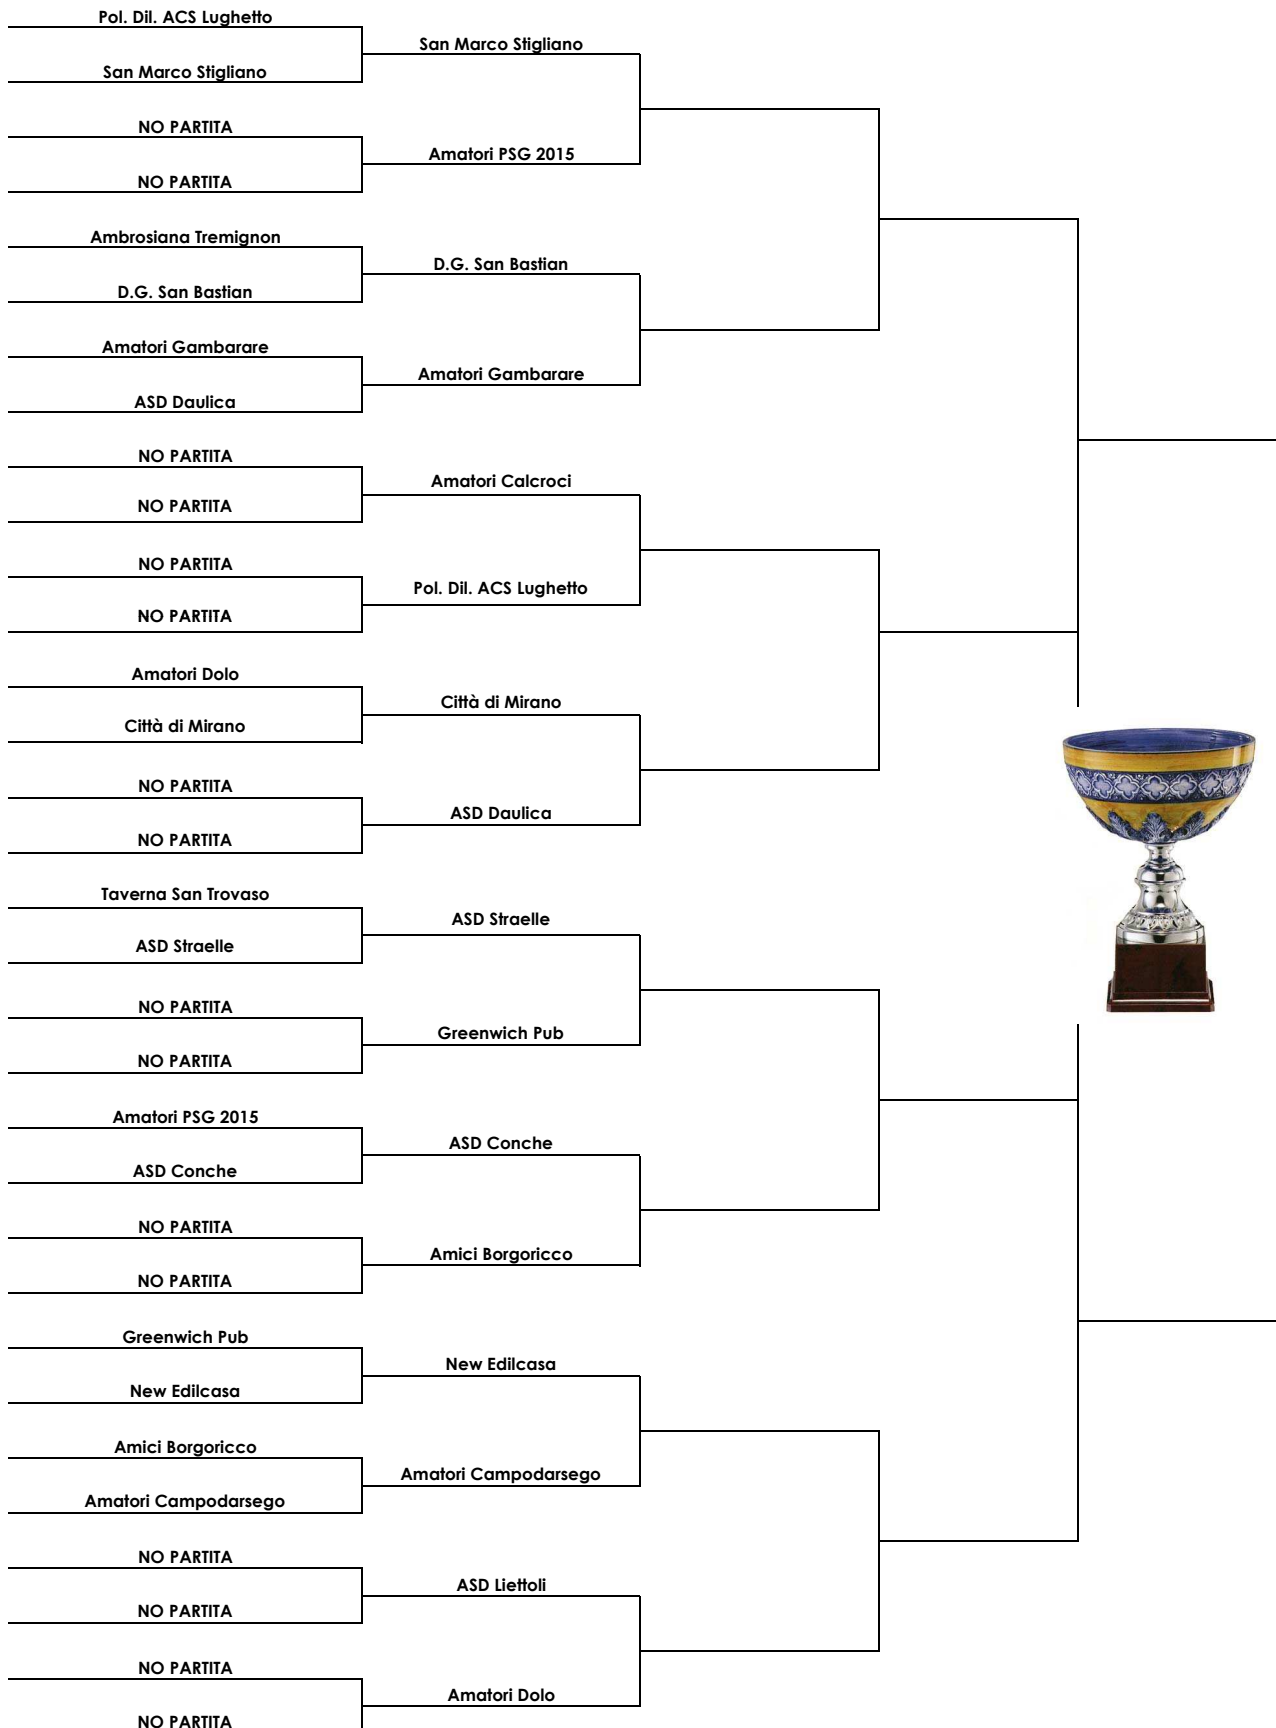 Pol. Dil. ACS Lughetto
San Marco Stigliano
San Marco Stigliano
NO PARTITA
Amatori PSG 2015
NO PARTITA
Ambrosiana Tremignon
D.G. San Bastian
D.G. San Bastian
Amatori Gambarare
Amatori Gambarare
ASD Daulica
NO PARTITA
Amatori Calcroci
NO PARTITA
NO PARTITA
Pol. Dil. ACS Lughetto
NO PARTITA
Amatori Dolo
Città di Mirano
Città di Mirano
NO PARTITA
ASD Daulica
NO PARTITA
Taverna San Trovaso
ASD Straelle
ASD Straelle
NO PARTITA
Greenwich Pub
NO PARTITA
Amatori PSG 2015
ASD Conche
ASD Conche
NO PARTITA
Amici Borgoricco
NO PARTITA
Greenwich Pub
New Edilcasa
New Edilcasa
Amici Borgoricco
Amatori Campodarsego
Amatori Campodarsego
NO PARTITA
ASD Liettoli
NO PARTITA
NO PARTITA
Amatori Dolo
NO PARTITA